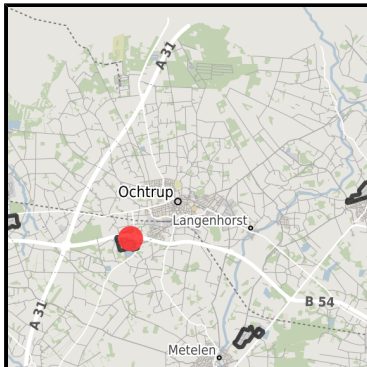 A 31
Ochtrup
Langenhorst
B 54
A 31
Metelen